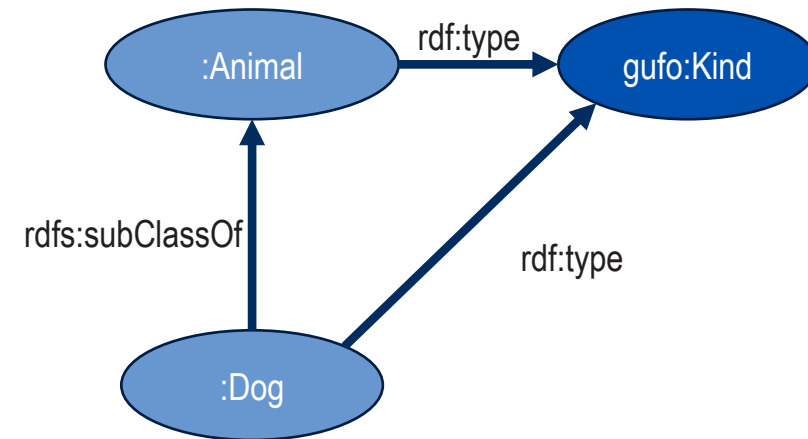 rdf:type
:Animal
gufo:Kind
rdfs:subClassOf
rdf:type
:Dog